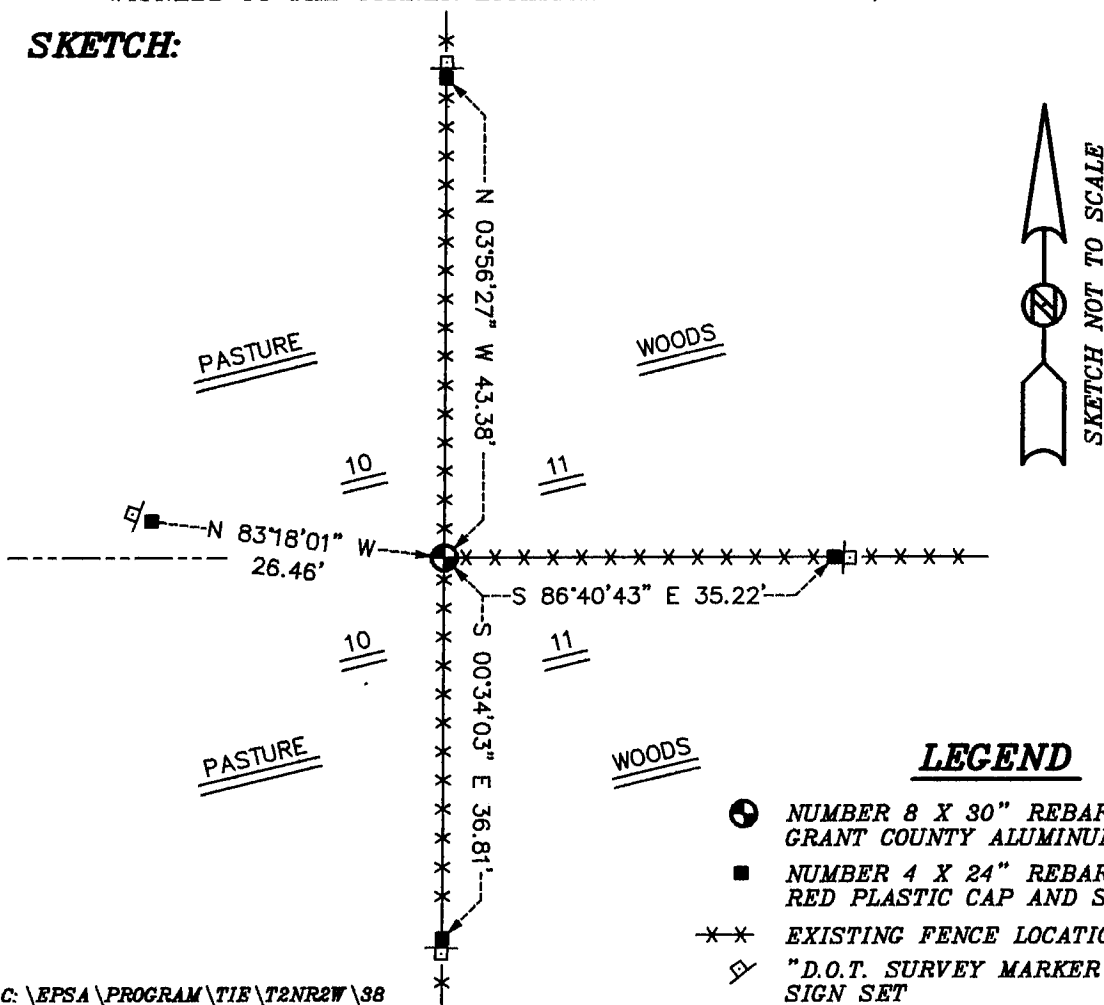 SKETCH:
N 03°56'27" W 43.38'
SKETCH NOT TO SCALE
N
PASTURE
WOODS
10
11
N 83°18'01" W
26.46'
S 86°40'43" E 35.22'
10
11
S 00°34'03" E 36.81'
PASTURE
WOODS
LEGEND
NUMBER 8 X 30" REBAR
GRANT COUNTY
NUMBER 4 X 24" REBAR
RED PLASTIC CAP AND
EXISTING FENCE
"D.O.T. SURVEY MARKER
SIGN SET
C:\EPSA\PROGRAM\TIE\T2NR2W\38